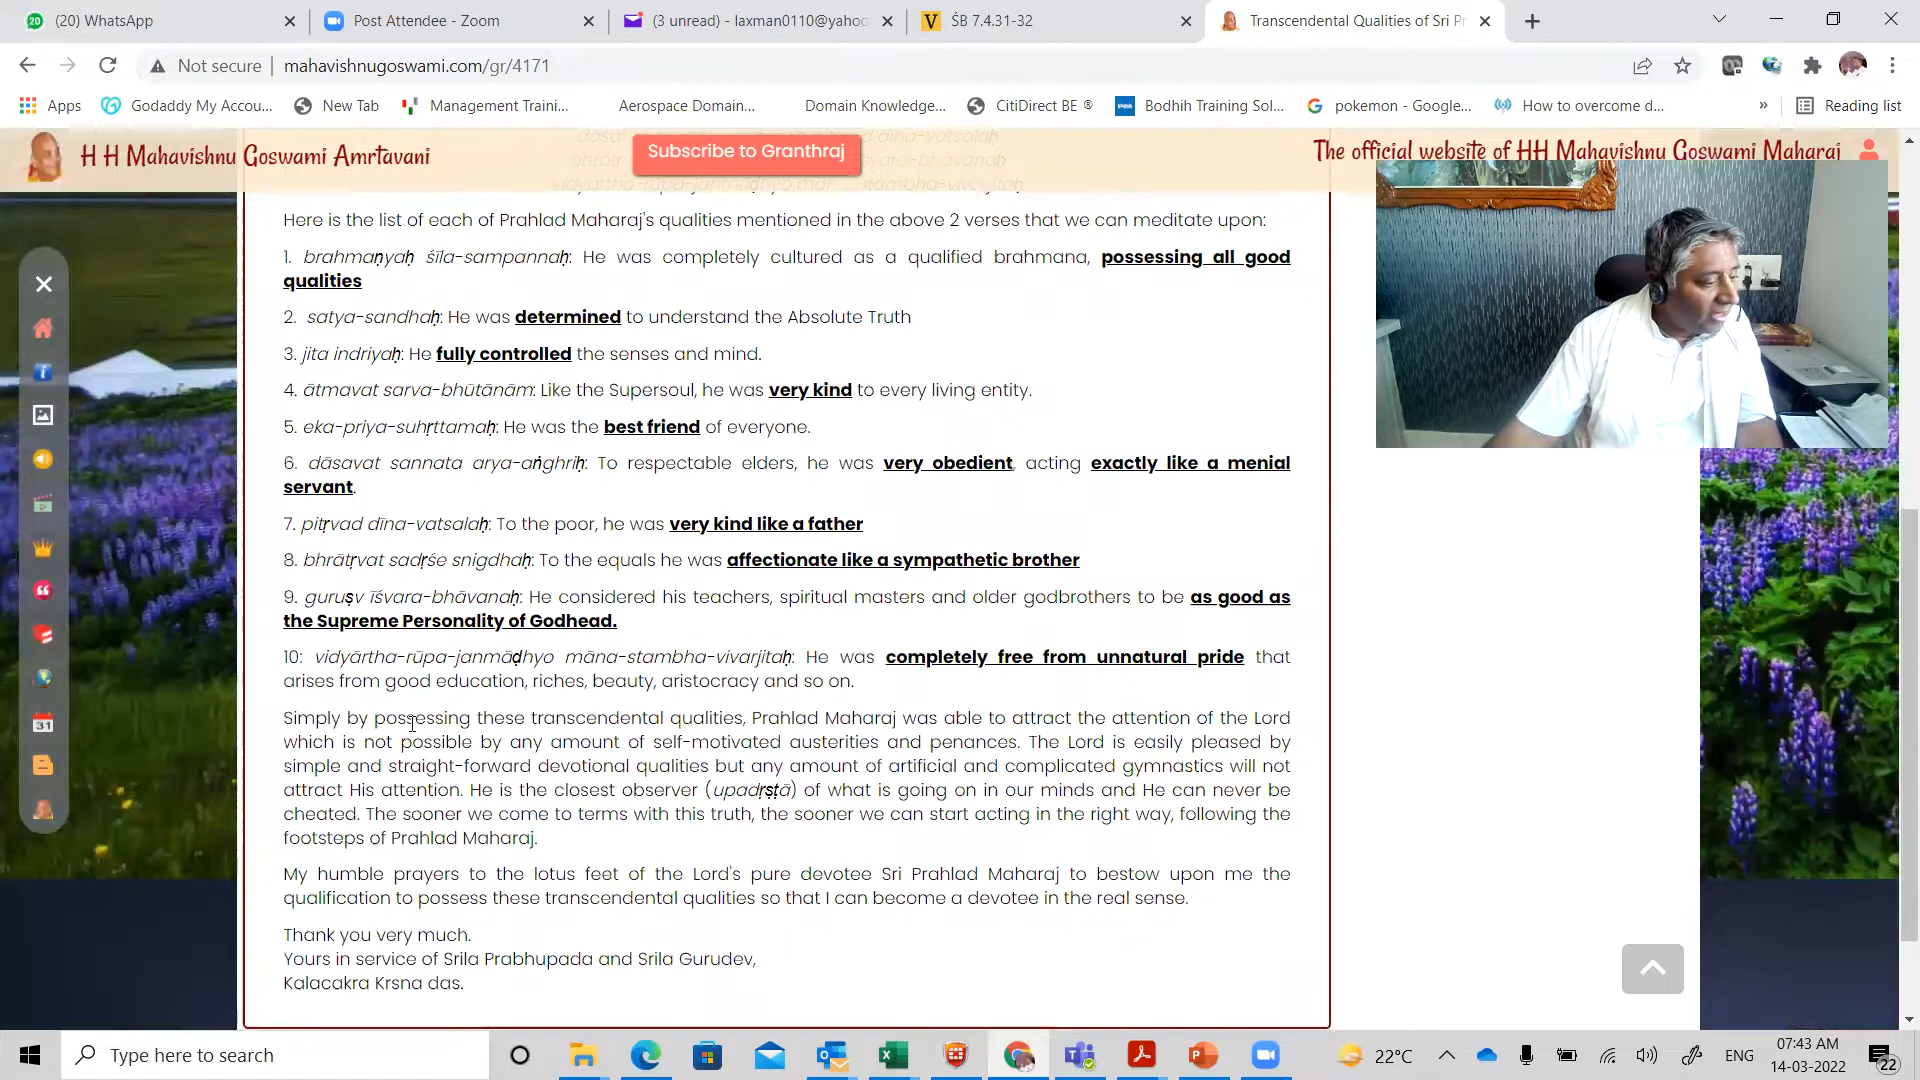 (20) WhatsApp
Post Attendee - Zoom
(3 unread) - laxman0110@yahoo
ŚB 7.4.31-32
Transcendental Qualities of Sri Pr
Not secure
mahavishnugoswami.com/gr/4171
Apps
Godaddy My Accou...
New Tab
Management Traini...
Aerospace Domain...
Domain Knowledge...
CitiDirect BE ®
Bodhih Training Sol...
pokemon - Google...
How to overcome d...
»
Reading list
H H Mahavishnu Goswami Amrtavani
Subscribe to Granthraj
The official website of HH Mahavishnu Goswami Maharaj
Here is the list of each of Prahlad Maharaj's qualities mentioned in the above 2 verses that we can meditate upon:
1. brahmaṇyaḥ śīla-sampannaḥ: He was completely cultured as a qualified brahmana, possessing all good
qualities
2. satya-sandhaḥ: He was determined to understand the Absolute Truth
3. jita indriyaḥ: He fully controlled the senses and mind.
4. ātmavat sarva-bhūtānām: Like the Supersoul, he was very kind to every living entity.
5. eka-priya-suhṛttamaḥ: He was the best friend of everyone.
6. dāsavat sannata arya-aṅghriḥ: To respectable elders, he was very obedient, acting exactly like a menial
servant.
7. pitṛvad dīna-vatsalaḥ: To the poor, he was very kind like a father
8. bhrātṛvat sadṛśe snigdhaḥ: To the equals he was affectionate like a sympathetic brother
9. guruṣv īśvara-bhāvanaḥ: He considered his teachers, spiritual masters and older godbrothers to be as good as
the Supreme Personality of Godhead.
10: vidyārtha-rūpa-janmāḍhyo māna-stambha-vivarjitaḥ: He was completely free from unnatural pride that
arises from good education, riches, beauty, aristocracy and so on.
Simply by possessing these transcendental qualities, Prahlad Maharaj was able to attract the attention of the Lord
which is not possible by any amount of self-motivated austerities and penances. The Lord is easily pleased by
simple and straight-forward devotional qualities but any amount of artificial and complicated gymnastics will not
attract His attention. He is the closest observer (upadṛṣṭā) of what is going on in our minds and He can never be
cheated. The sooner we come to terms with this truth, the sooner we can start acting in the right way, following the
footsteps of Prahlad Maharaj.
My humble prayers to the lotus feet of the Lord's pure devotee Sri Prahlad Maharaj to bestow upon me the
qualification to possess these transcendental qualities so that I can become a devotee in the real sense.
Thank you very much.
Yours in service of Srila Prabhupada and Srila Gurudev,
Kalacakra Krsna das.
31
Type here to search
22°C
ENG
07:43 AM
14-03-2022
22